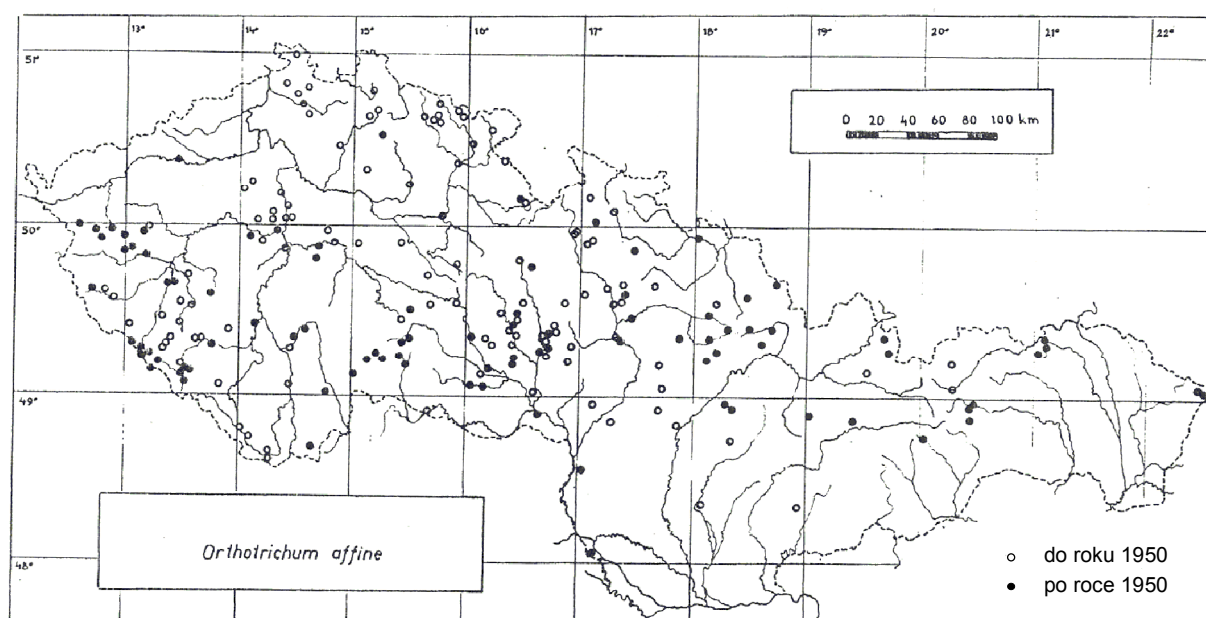 13° 14° 15° 16° 17° 18° 19° 20° 21° 22°
51°
0 20 40 60 80 100 km
50°
49°
48°
Orthotrichum affine
do roku 1950
po roce 1950